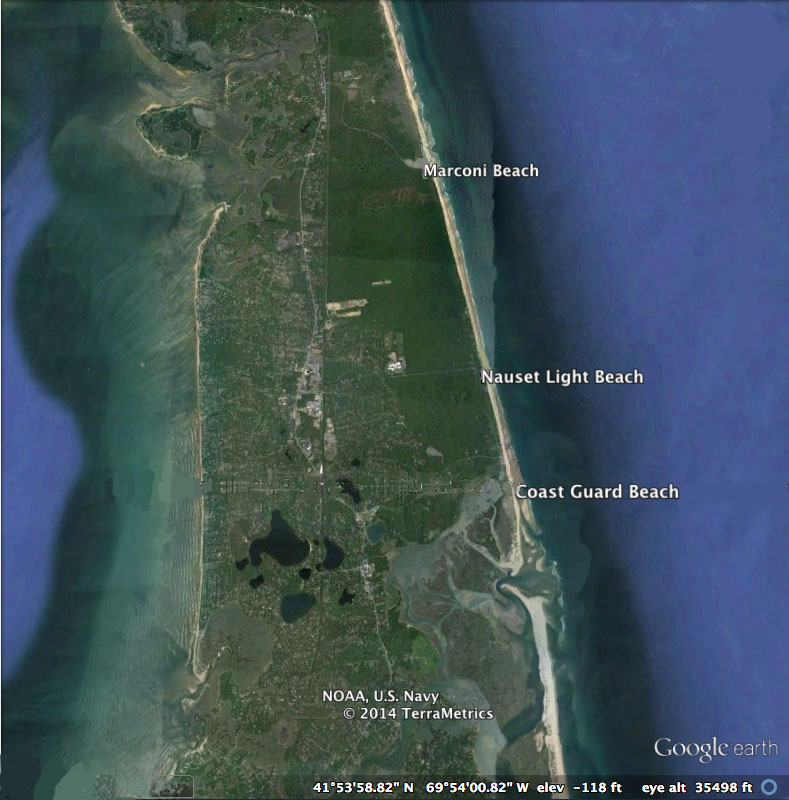 Marconi Beach
Nauset Light Beach
Coast Guard Beach
NOAA, U.S. Navy
© 2014 TerraMetrics
Google earth
41°53'58.82" N 69°54'00.82" W elev -118 ft eye alt 35498 ft